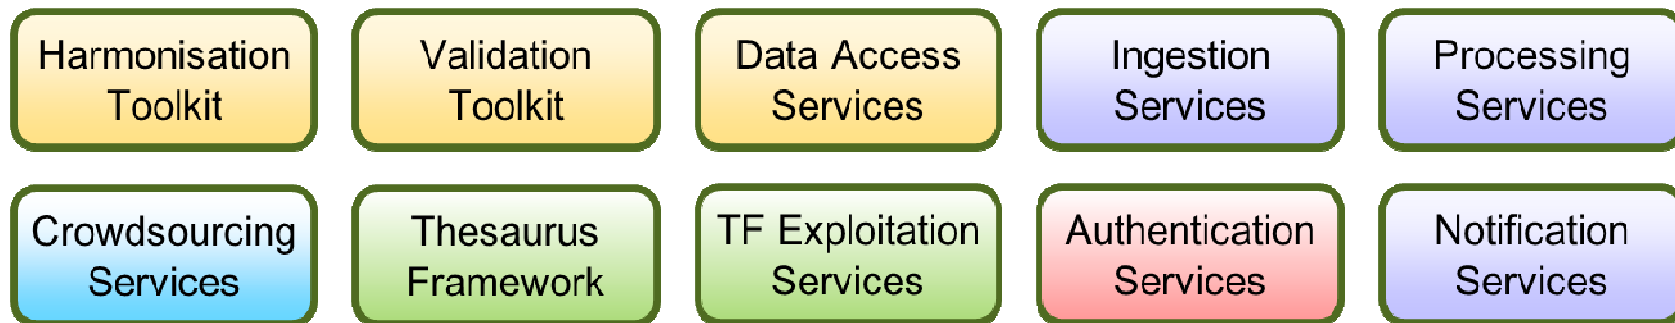 Harmonisation
Toolkit
Validation
Toolkit
Data Access
Services
Ingestion
Services
Processing
Services
Crowdsourcing
Services
Thesaurus
Framework
TF Exploitation
Services
Authentication
Services
Notification
Services